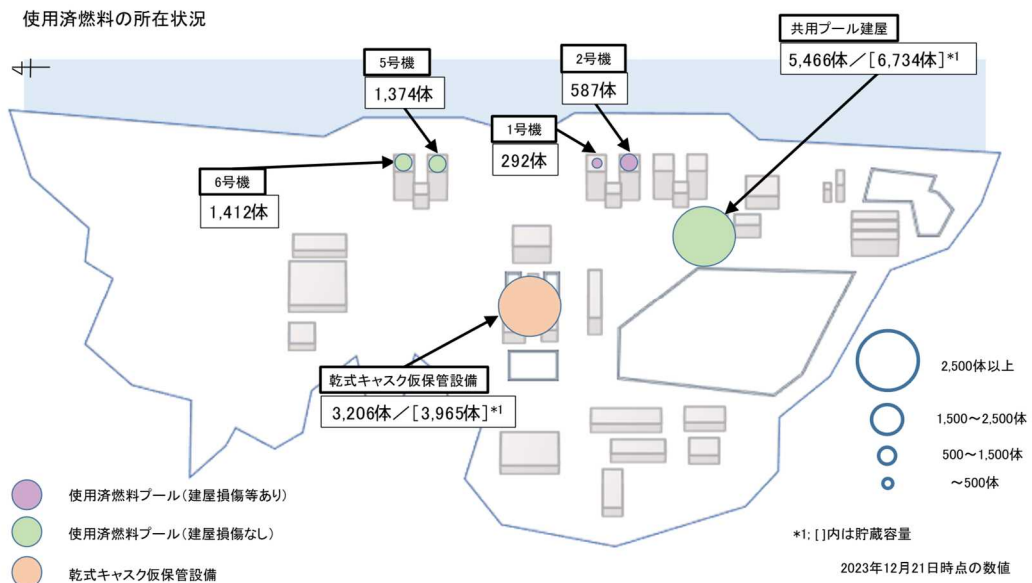 使用済燃料の所在状況
共用プール建屋
5,466体／[6,734体]*1
5号機
1,374体
2号機
587体
1号機
292体
6号機
1,412体
乾式キャスク仮保管設備
3,206体／[3,965体]*1
2,500体以上
1,500～2,500体
500～1,500体
～500体
使用済燃料プール(建屋損傷等あり)
使用済燃料プール(建屋損傷なし)
乾式キャスク仮保管設備
*1; [ ]内は貯蔵容量
2023年12月21日時点の数値